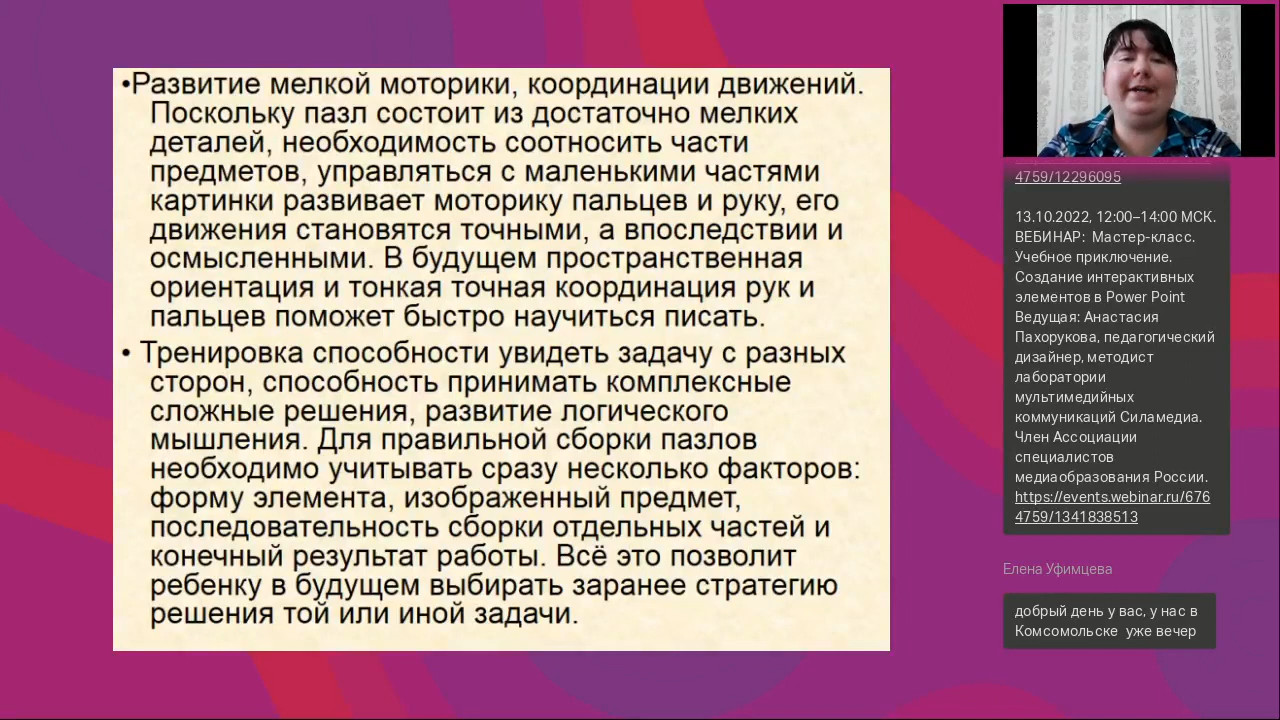 •Развитие мелкой моторики, координации движений.
Поскольку пазл состоит из достаточно мелких
деталей, необходимость соотносить части
предметов, управляться с маленькими частями
картинки развивает моторику пальцев и руку, его
движения становятся точными, а впоследствии и
осмысленными. В будущем пространственная
ориентация и тонкая точная координация рук и
пальцев поможет быстро научиться писать.
• Тренировка способности увидеть задачу с разных
сторон, способность принимать комплексные
сложные решения, развитие логического
мышления. Для правильной сборки пазлов
необходимо учитывать сразу несколько факторов:
форму элемента, изображенный предмет,
последовательность сборки отдельных частей и
конечный результат работы. Всё это позволит
ребенку в будущем выбирать заранее стратегию
решения той или иной задачи.
4759/12296095
13.10.2022, 12:00–14:00 МСК.
ВЕБИНАР: Мастер-класс.
Учебное приключение.
Создание интерактивных
элементов в Power Point
Ведущая: Анастасия
Пахорукова, педагогический
дизайнер, методист
лаборатории
мультимедийных
коммуникаций Силамедиа.
Член Ассоциации
специалистов
медиаобразования России.
https://events.webinar.ru/676
4759/1341838513
Елена Уфимцева
добрый день у вас, у нас в
Комсомольске уже вечер